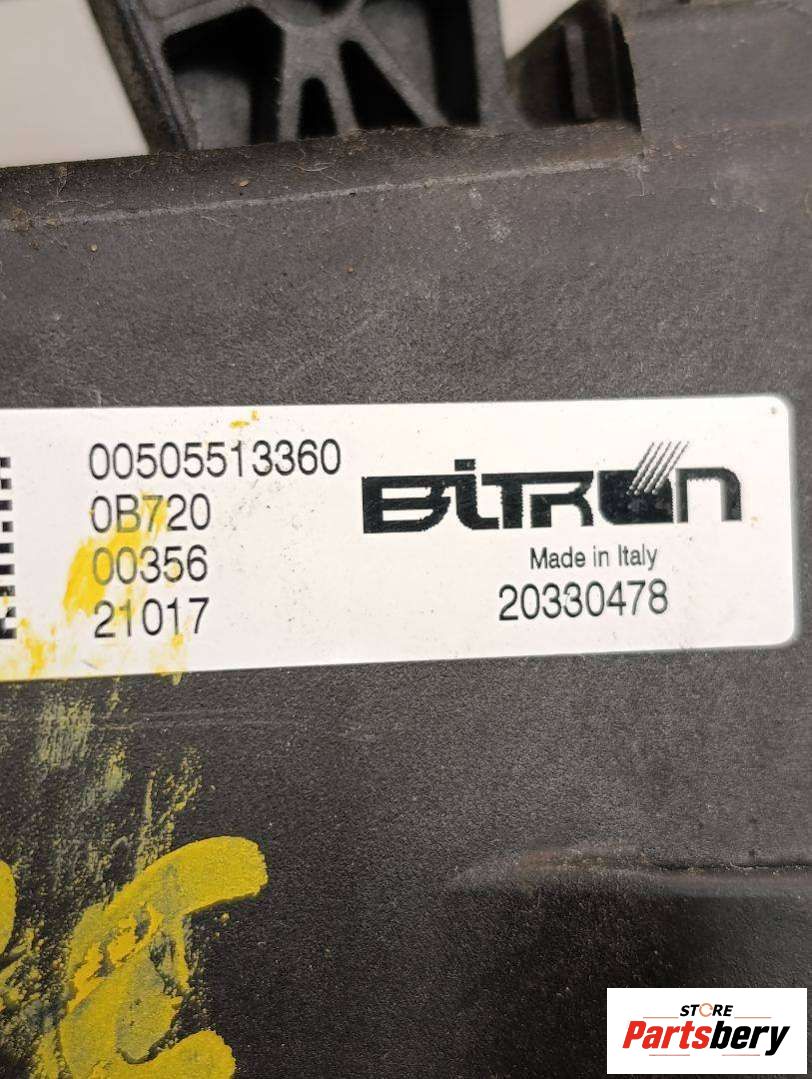 00505513360
0B720
00356
21017
BiTRON
Made in Italy
20330478
STORE
Partsbery